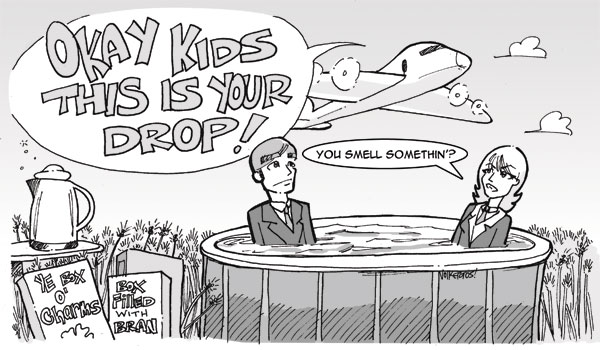 OKAY KIDS
THIS IS YOUR
DROP!
YOU SMELL SOMETHIN'?
YE BOX
O'
Charms
BOX
FILLED
WITH
BRAN